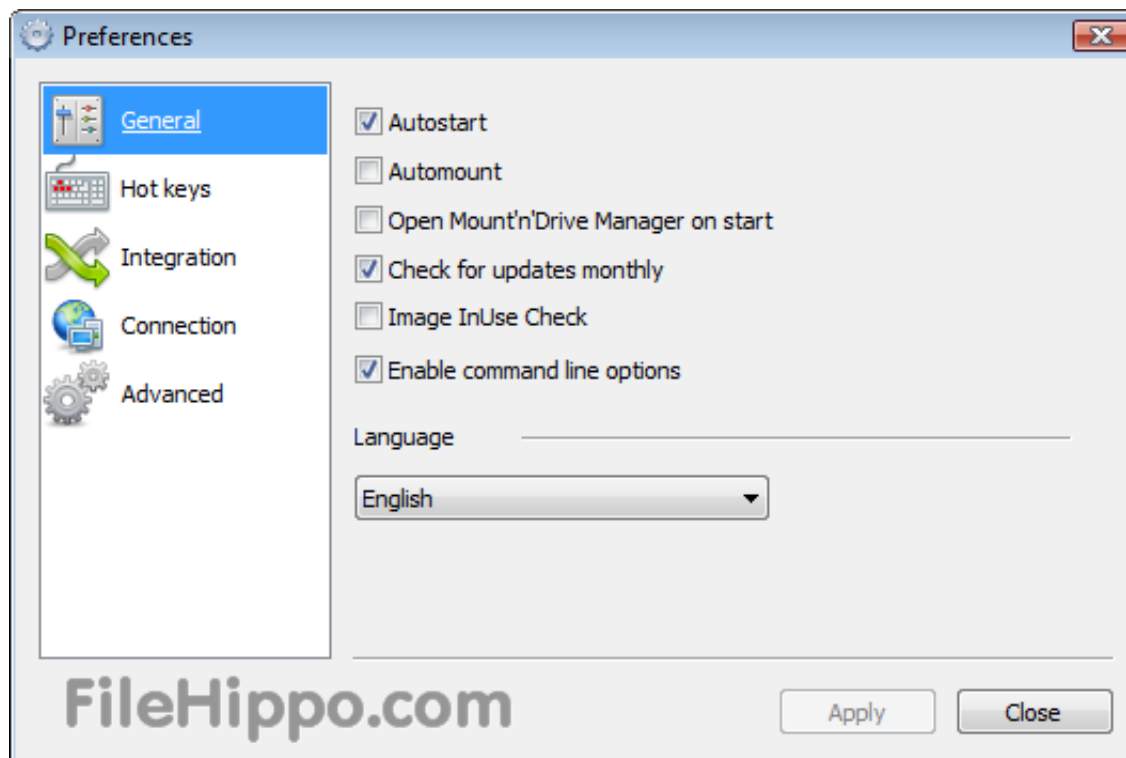 Preferences
General
Hot keys
Integration
Connection
Advanced
Autostart
Automount
Open Mount'n'Drive Manager on start
Check for updates monthly
Image InUse Check
Enable command line options
Language
English
FileHippo.com
Apply
Close